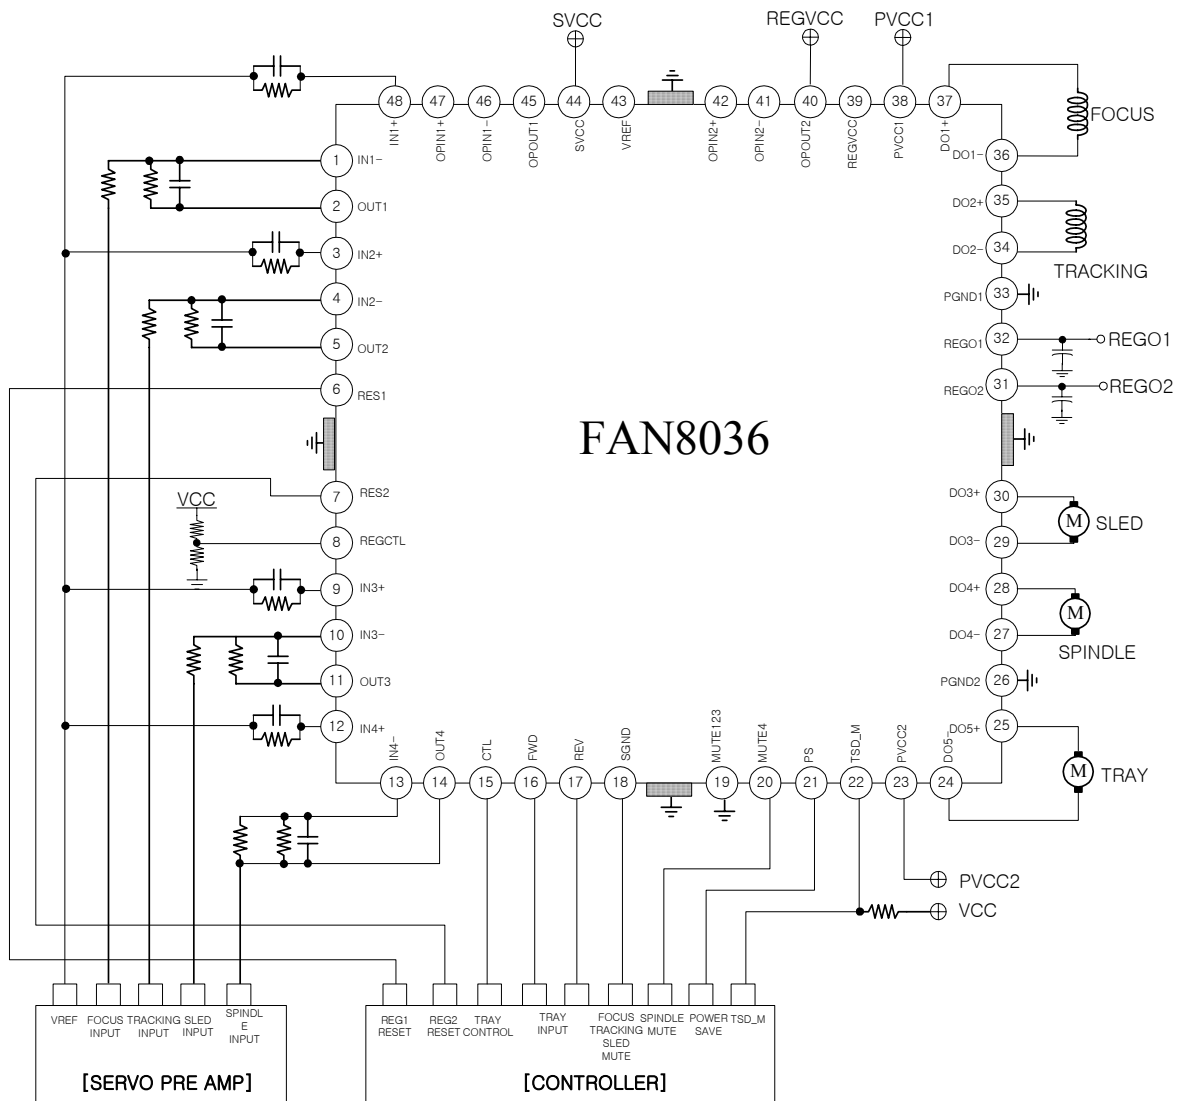 SVCC
REGVCC
PVCC1
48
47
46
45
44
43
42
41
40
39
38
37
IN1+
OPIN1+
OPIN1-
OPOUT1
SVCC
VREF
OPIN2+
OPIN2-
OPOUT2
REGVCC
PVCC1
DO1+
FOCUS
1
IN1-
2
OUT1
3
IN2+
4
IN2-
5
OUT2
6
RES1
7
RES2
VCC
8
REGCTL
9
IN3+
10
IN3-
11
OUT3
12
IN4+
FAN8036
DO1-
36
DO2+
35
DO2-
34
TRACKING
PGND1
33
REGO1
32
REGO1
REGO2
31
REGO2
DO3+
30
SLED
M
DO3-
29
DO4+
28
M
DO4-
27
SPINDLE
PGND2
26
DO5+
25
M
TRAY
IN4-
OUT4
CTL
FWD
REV
SGND
MUTE123
MUTE4
PS
TSD_M
PVCC2
DO5-
13
14
15
16
17
18
19
20
21
22
23
24
PVCC2
VCC
VREF
FOCUS
INPUT
TRACKING
INPUT
SLED
INPUT
SPINDL
E
INPUT
[SERVO PRE AMP]
REG1
RESET
REG2
RESET
TRAY
CONTROL
TRAY
INPUT
FOCUS
TRACKING
SLED
MUTE
SPINDLE
MUTE
POWER
SAVE
TSD_M
[CONTROLLER]